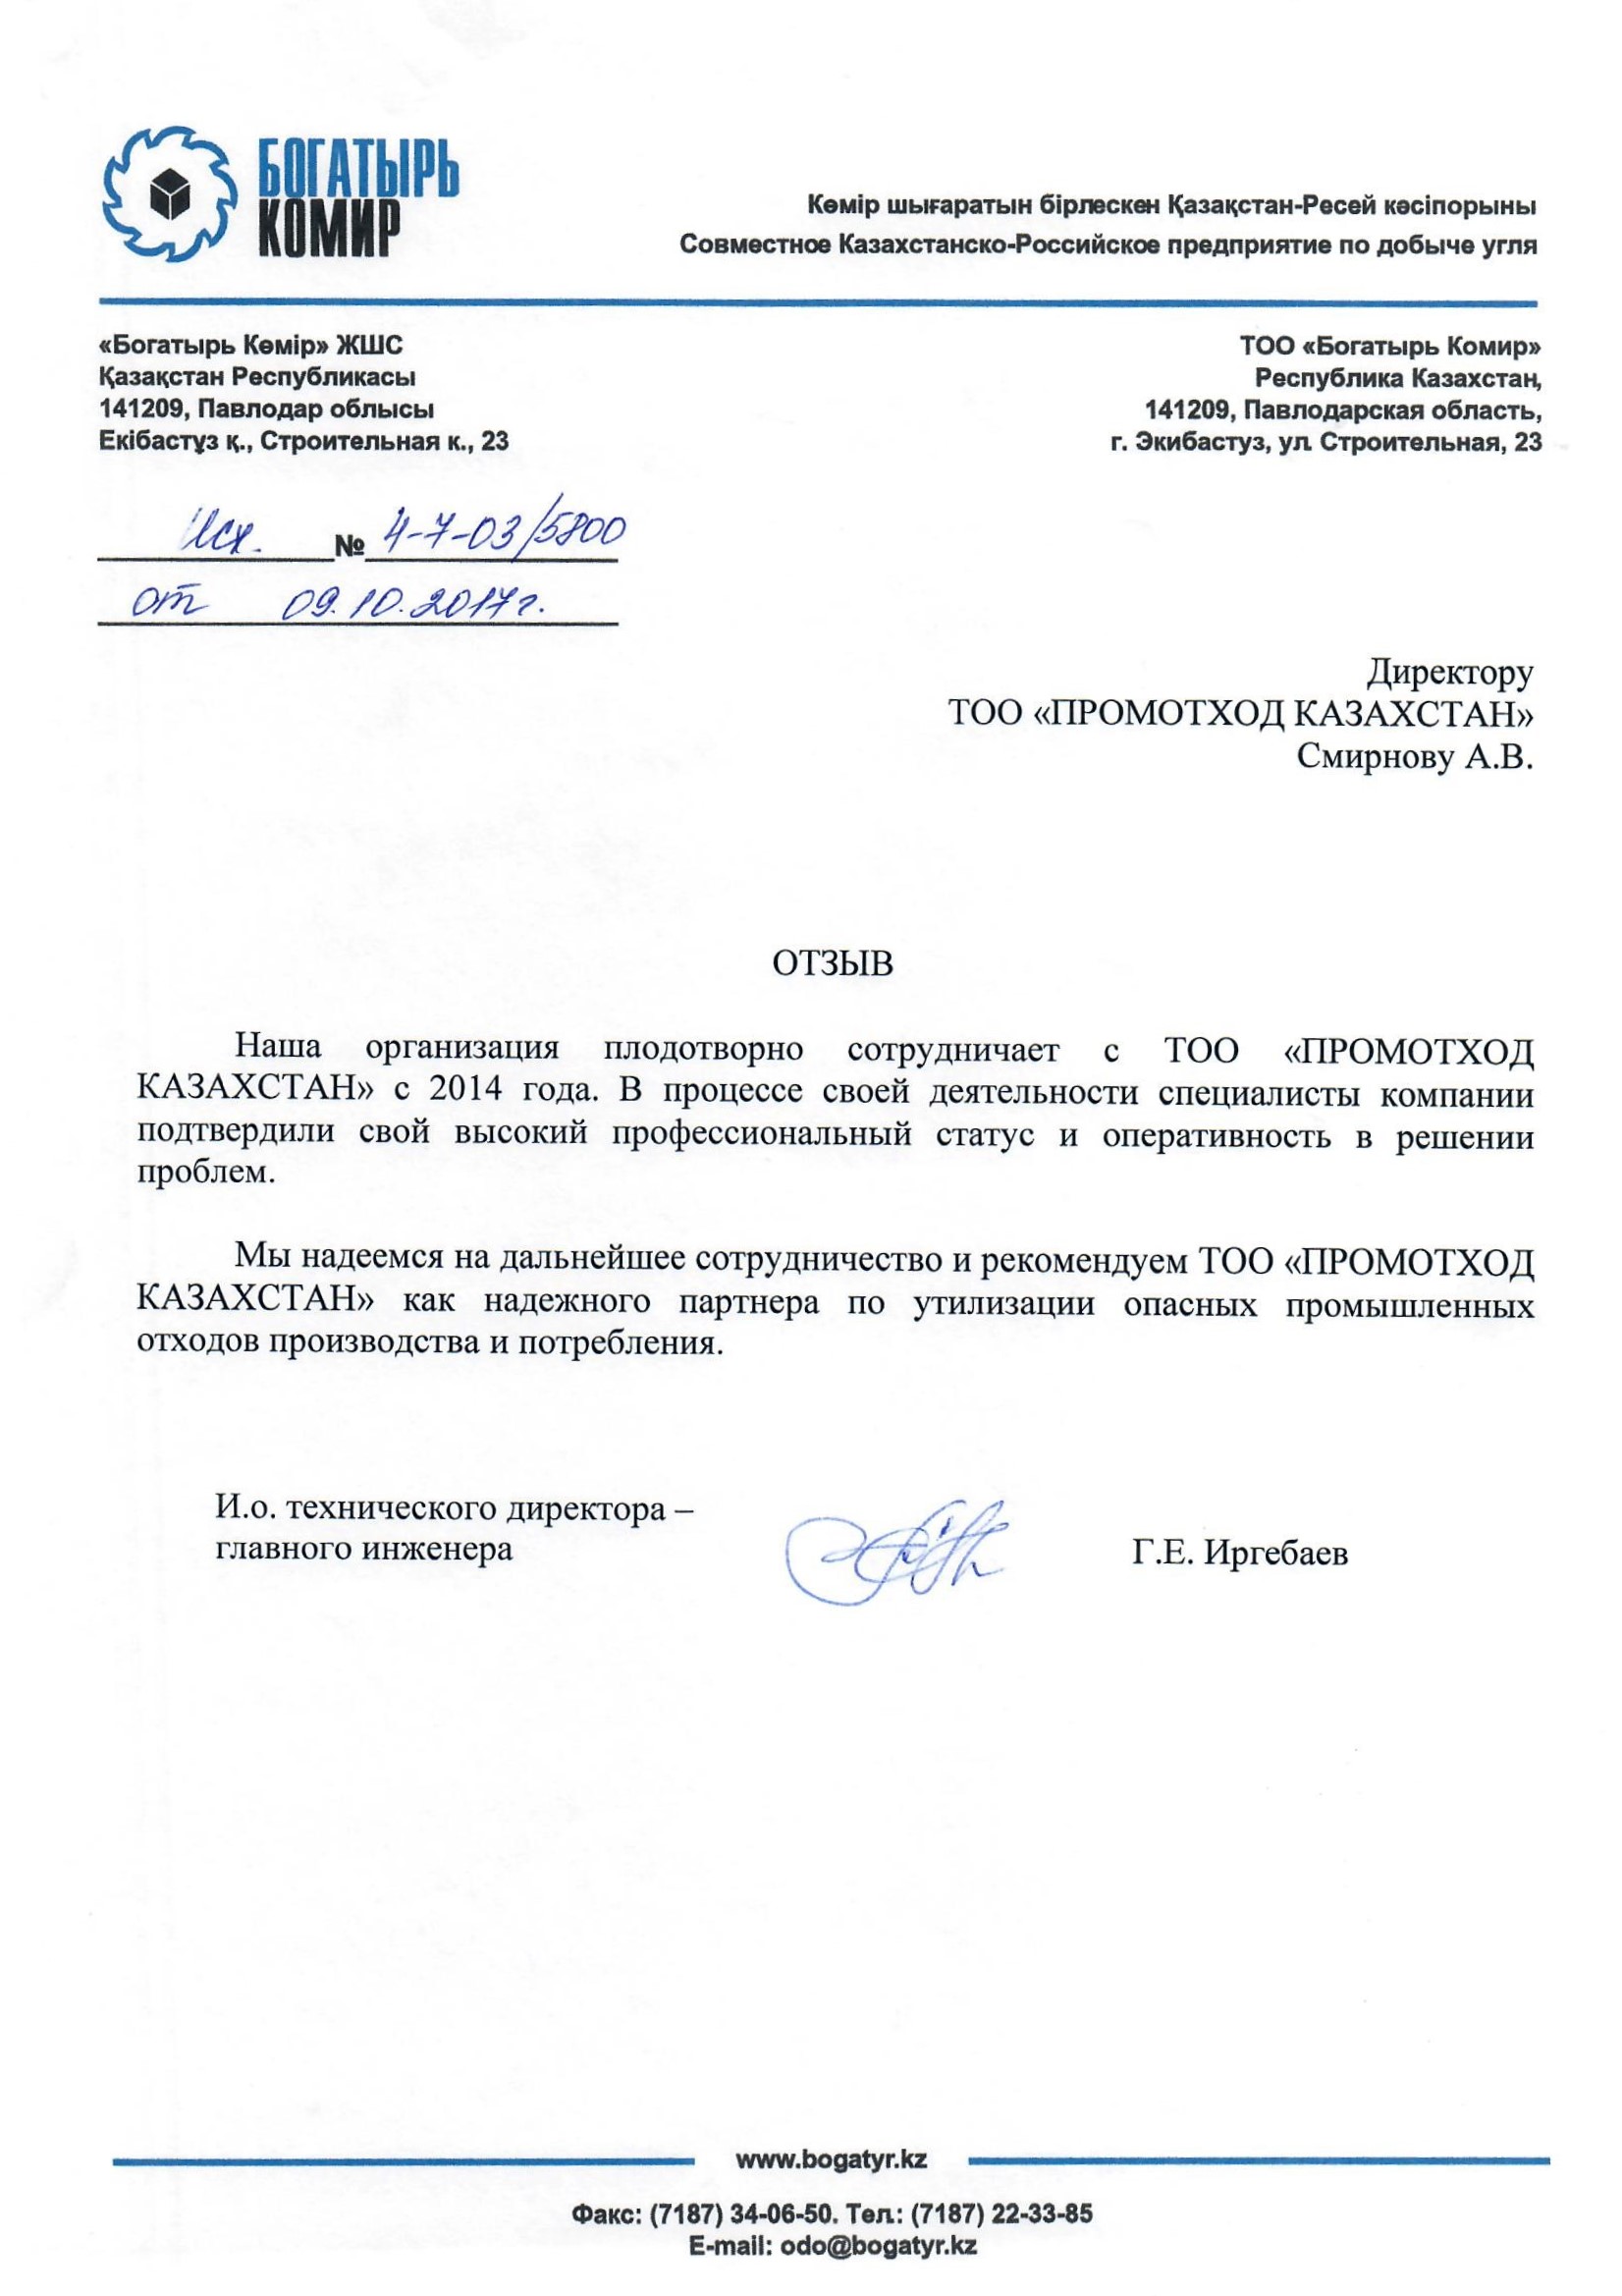 БОГАТЫРЬ
КОМИР
Көмір шығаратын бірлескен Қазақстан-Ресей кәсіпорыны
Совместное Казахстанско-Российское предприятие по добыче угля
«Богатырь Көмір» ЖШС
Қазақстан Республикасы
141209, Павлодар облысы
Екібастұз қ., Строительная к., 23
ТОО «Богатырь Комир»
Республика Казахстан,
141209, Павлодарская область,
г. Экибастуз, ул. Строительная, 23
Исх. № 4-7-03/5800
от 09.10.2017г.
Директору
ТОО «ПРОМОТХОД КАЗАХСТАН»
Смирнову А.В.
ОТЗЫВ
Наша организация плодотворно сотрудничает с ТОО «ПРОМОТХОД
КАЗАХСТАН» с 2014 года. В процессе своей деятельности специалисты компании
подтвердили свой высокий профессиональный статус и оперативность в решении
проблем.
Мы надеемся на дальнейшее сотрудничество и рекомендуем ТОО «ПРОМОТХОД
КАЗАХСТАН» как надежного партнера по утилизации опасных промышленных
отходов производства и потребления.
И.о. технического директора –
главного инженера
Г.Е. Иргебаев
www.bogatyr.kz
Факс: (7187) 34-06-50. Тел.: (7187) 22-33-85
E-mail: odo@bogatyr.kz